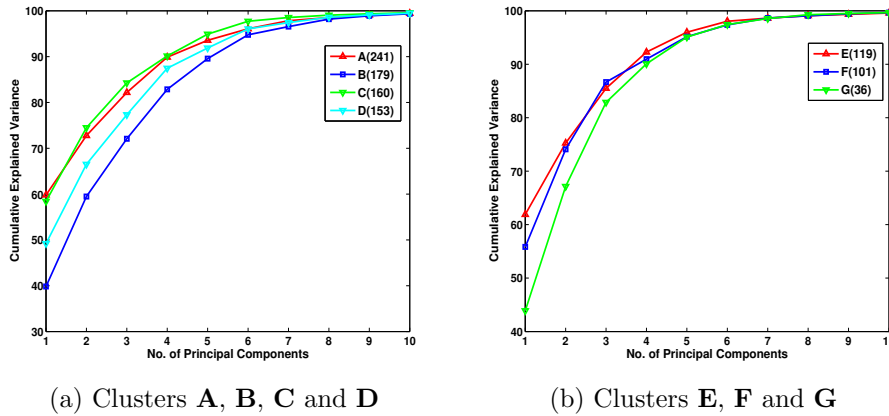 100
90
80
70
60
50
40
30
Cumulative Explained Variance
A(241)
B(179)
C(160)
D(153)
1 2 3 4 5 6 7 8 9 10
No. of Principal Components
(a) Clusters A, B, C and D
100
90
80
70
60
50
40
Cumulative Explained Variance
E(119)
F(101)
G(36)
1 2 3 4 5 6 7 8 9 1
No. of Principal Components
(b) Clusters E, F and G